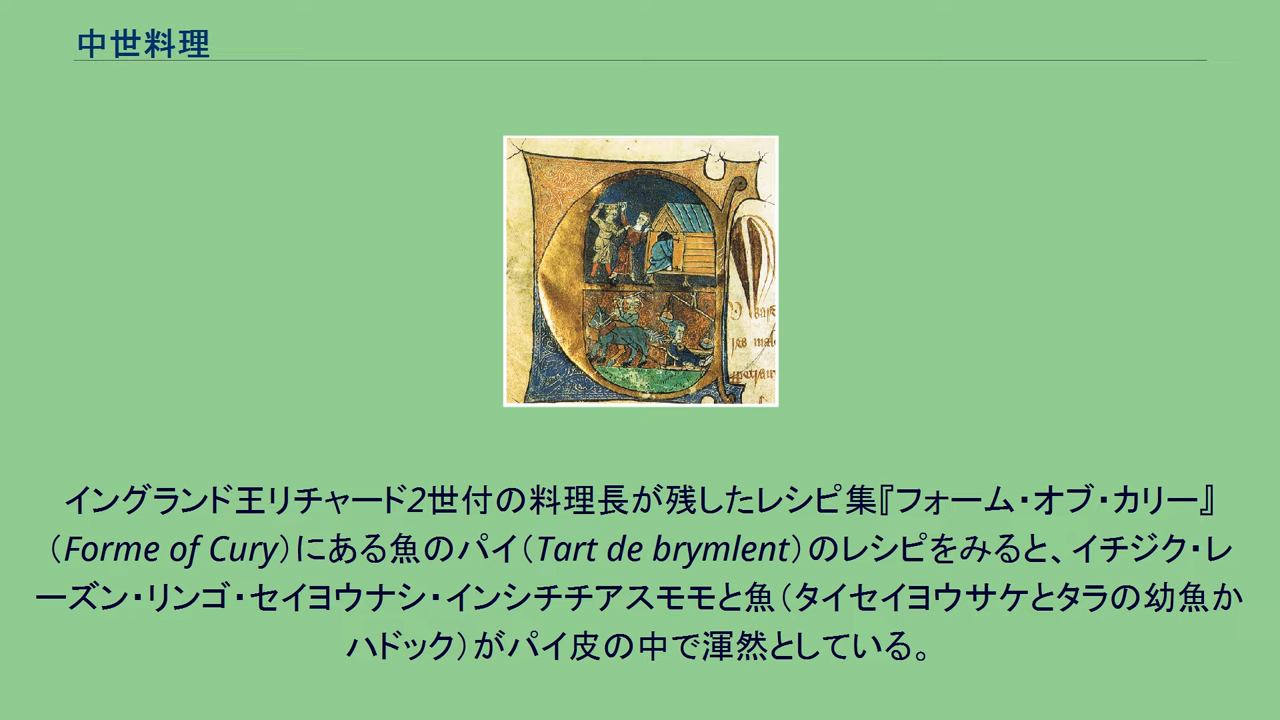 中世料理
イングランド王リチャード2世付の料理長が残したレシピ集『フォーム・オブ・カリー』
（Forme of Cury）にある魚のパイ（Tart de brymlent）のレシピをみると、イチジク・レ
ーズン・リンゴ・セイヨウナシ・インシチチアスモモと魚（タイセイヨウサケとタラの幼魚か
ハドック）がパイ皮の中で渾然としている。